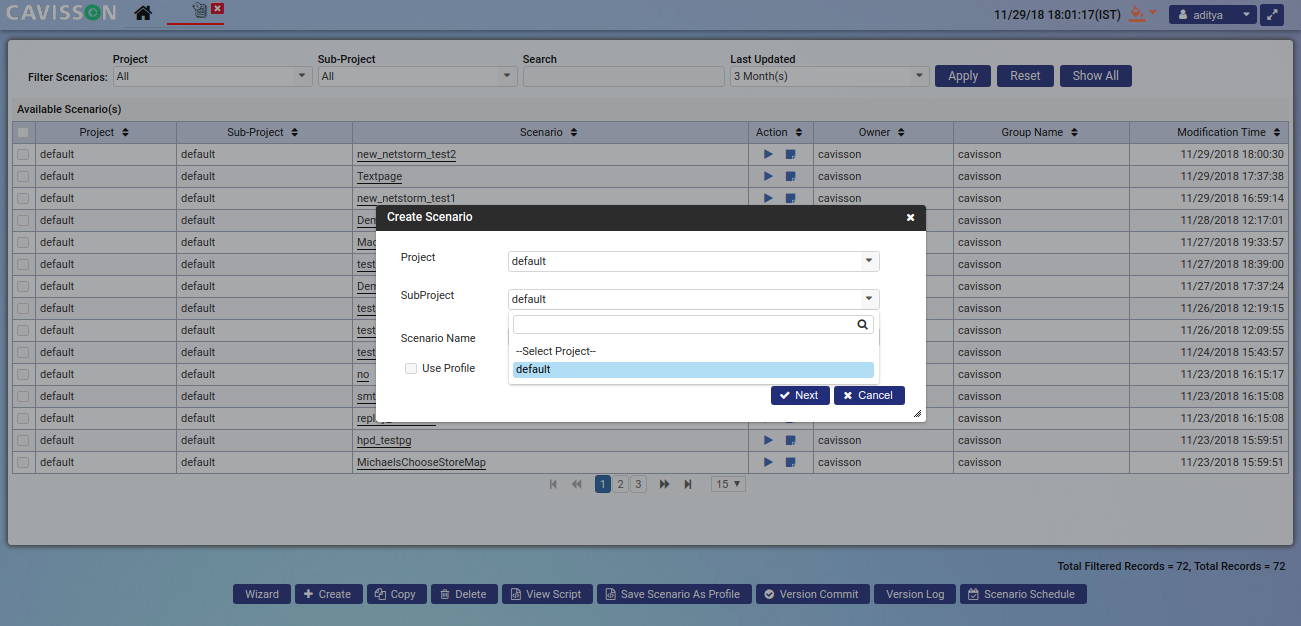 CAVISSON
11/29/18 18:01:17(IST)
aditya
Project
Sub-Project
Search
Last Updated
Filter Scenarios:
All
All
3 Month(s)
Apply
Reset
Show All
Available Scenario(s)
Project Sub-Project Scenario Action Owner Group Name Modification Time
default default new_netstorm_test2 cavisson cavisson 11/29/2018 18:00:30
default default Textpage cavisson cavisson 11/29/2018 17:37:38
default default new_netstorm_test1 cavisson cavisson 11/29/2018 16:59:14
default default Dem cavisson 11/28/2018 12:17:01
default default Mac cavisson 11/27/2018 19:33:57
default default test cavisson 11/27/2018 18:39:00
default default Dem cavisson 11/27/2018 17:37:24
default default test cavisson 11/26/2018 12:19:15
default default test cavisson 11/26/2018 12:09:55
default default test cavisson 11/24/2018 15:43:57
default default no cavisson 11/23/2018 16:15:17
default default smt cavisson 11/23/2018 16:15:08
default default cavisson 11/23/2018 16:15:08
default default hpd_testpg cavisson cavisson 11/23/2018 15:59:51
default default MichaelsChooseStoreMap cavisson cavisson 11/23/2018 15:59:51
Create Scenario
Project
default
SubProject
default
Scenario Name
--Select Project--
Use Profile
default
Next
Cancel
1 2 3 15
Total Filtered Records = 72, Total Records = 72
Wizard
Create
Copy
Delete
View Script
Save Scenario As Profile
Version Commit
Version Log
Scenario Schedule